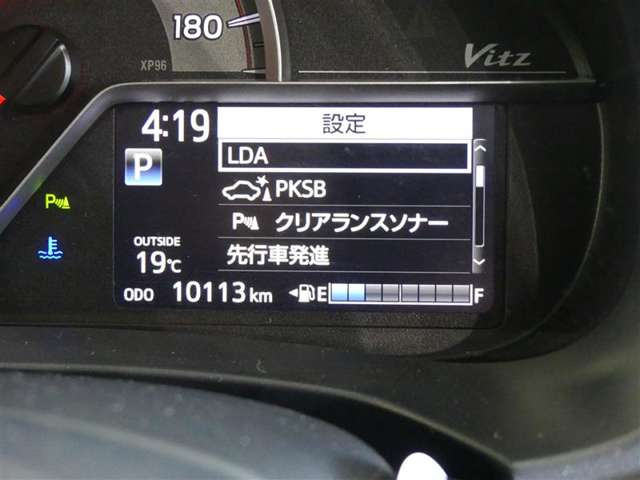 180
XP96
Vitz
4:19
設定
P
LDA
PKSB
P クリアランスソナー
先行車発進
P
OUTSIDE
19℃
ODO 10113 km
E F